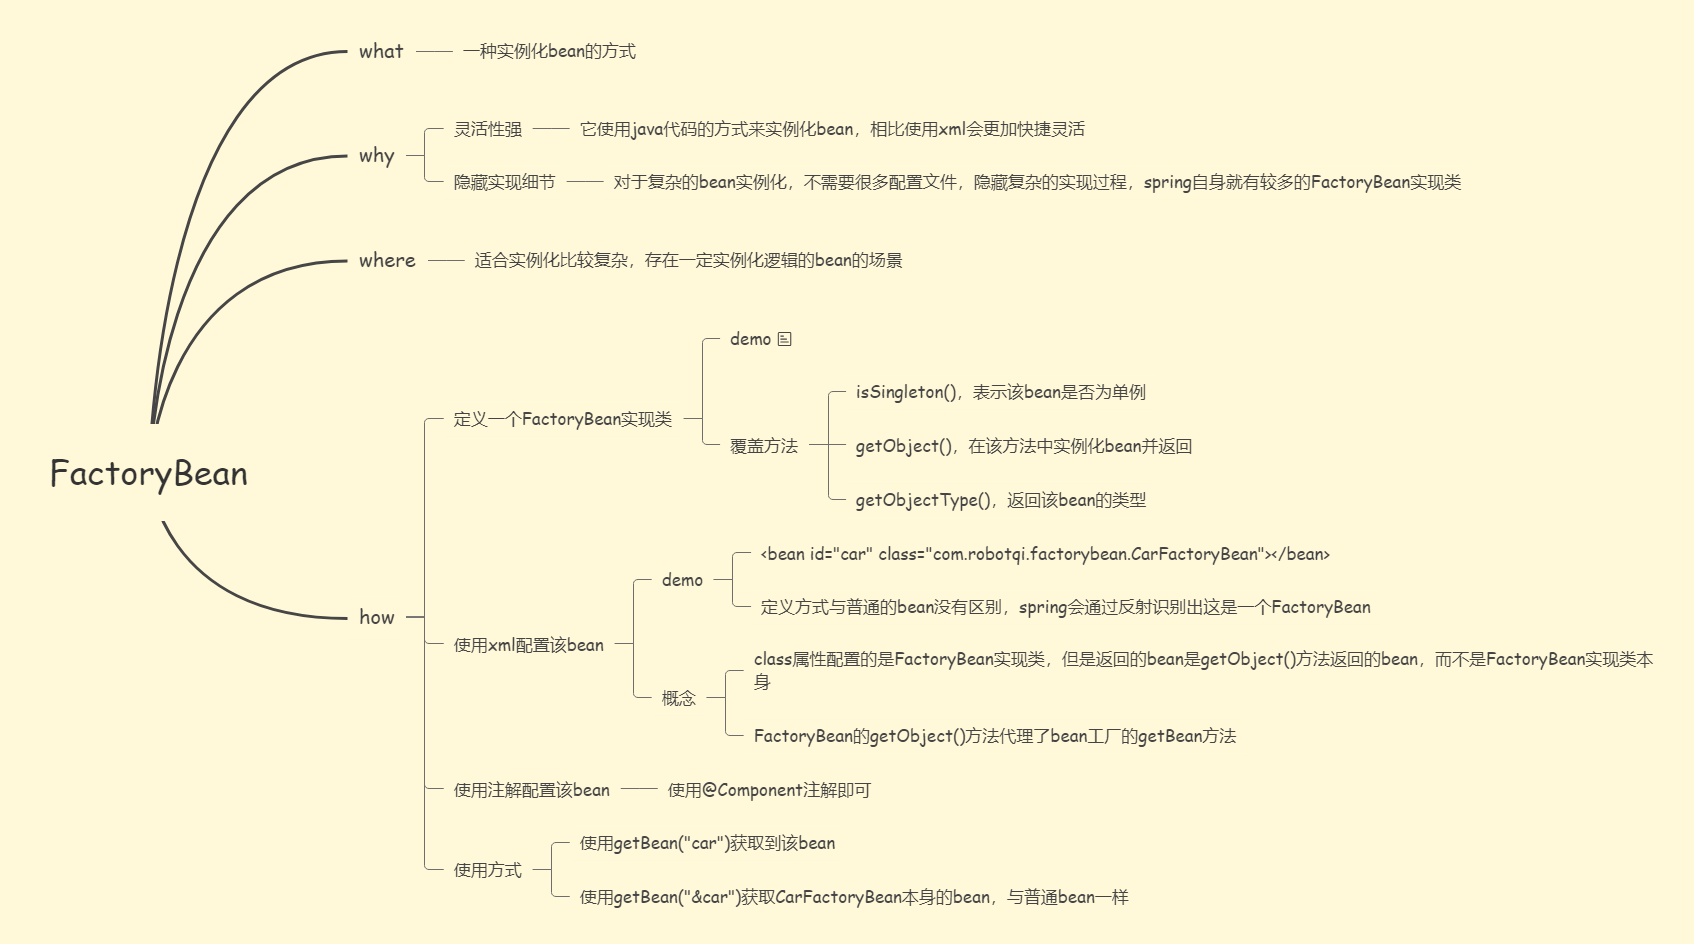 what
一种实例化bean的方式
why
灵活性强
它使用java代码的方式来实例化bean，相比使用xml会更加快捷灵活
隐藏实现细节
对于复杂的bean实例化，不需要很多配置文件，隐藏复杂的实现过程，spring自身就有较多的FactoryBean实现类
where
适合实例化比较复杂，存在一定实例化逻辑的bean的场景
FactoryBean
how
定义一个FactoryBean实现类
demo
覆盖方法
isSingleton()，表示该bean是否为单例
getObject()，在该方法中实例化bean并返回
getObjectType()，返回该bean的类型
使用xml配置该bean
demo
<bean id="car" class="com.robotqi.factorybean.CarFactoryBean"></bean>
定义方式与普通的bean没有区别，spring会通过反射识别出这是一个FactoryBean
概念
class属性配置的是FactoryBean实现类，但是返回的bean是getObject()方法返回的bean，而不是FactoryBean实现类本
身
FactoryBean的getObject()方法代理了bean工厂的getBean方法
使用注解配置该bean
使用@Component注解即可
使用方式
使用getBean("car")获取到该bean
使用getBean("&car")获取CarFactoryBean本身的bean，与普通bean一样